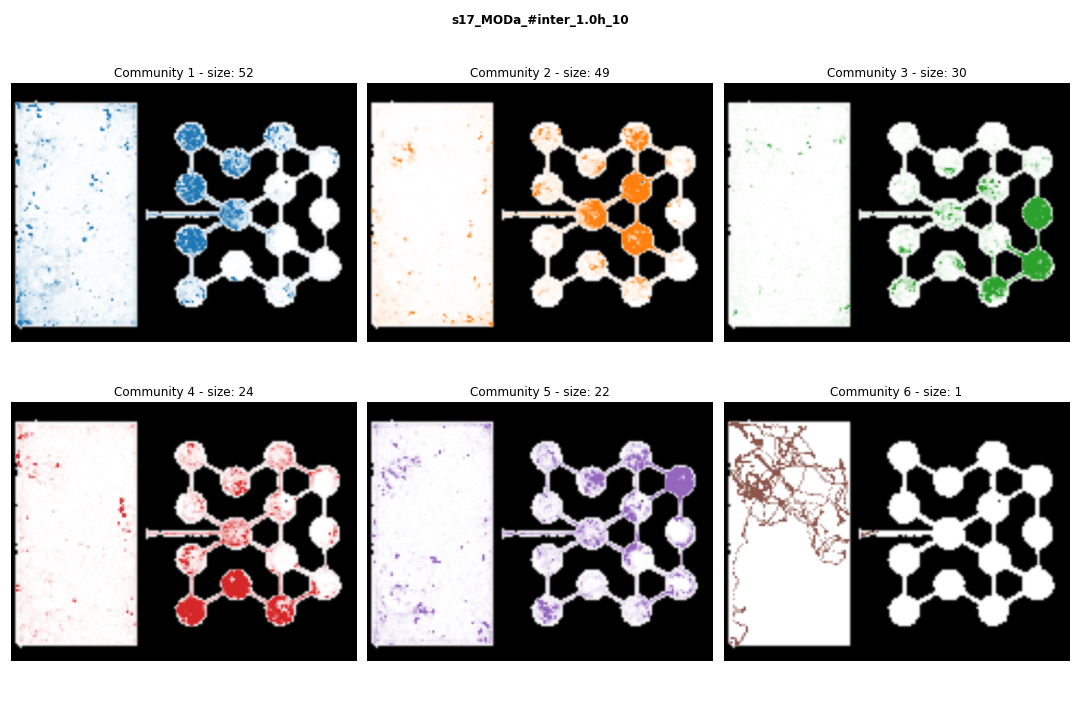 s17_MODa_#inter_1.0h_10
Community 1 - size: 52
Community 2 - size: 49
Community 3 - size: 30
Community 4 - size: 24
Community 5 - size: 22
Community 6 - size: 1